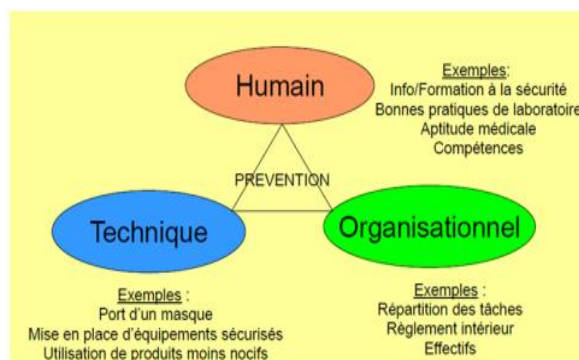 Humain
Exemples:
Info/Formation à la sécurité
Bonnes pratiques de laboratoire
Aptitude médicale
Compétences
PREVENTION
Technique
Exemples :
Port d'un masque
Mise en place d'équipements sécurisés
Utilisation de produits moins nocifs
Organisationnel
Exemples :
Répartition des tâches
Règlement intérieur
Effectifs